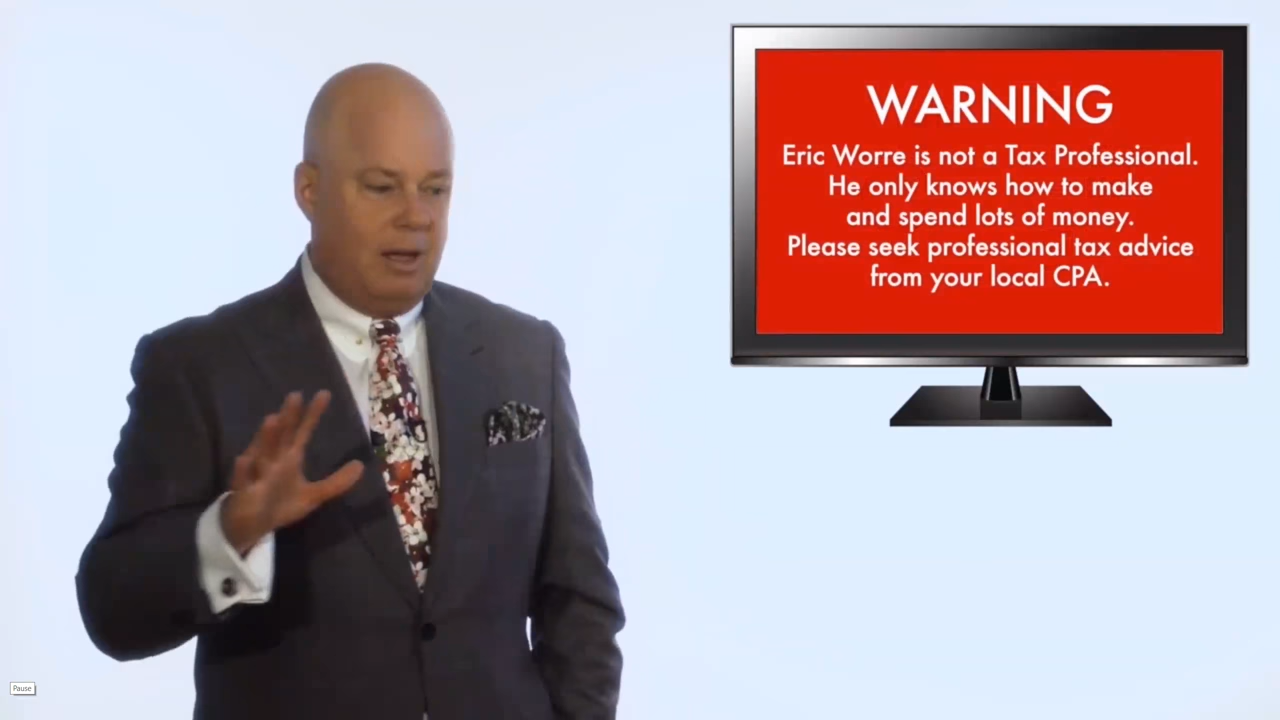 WARNING
Eric Worre is not a Tax Professional.
He only knows how to make
and spend lots of money.
Please seek professional tax advice
from your local CPA.
Pause